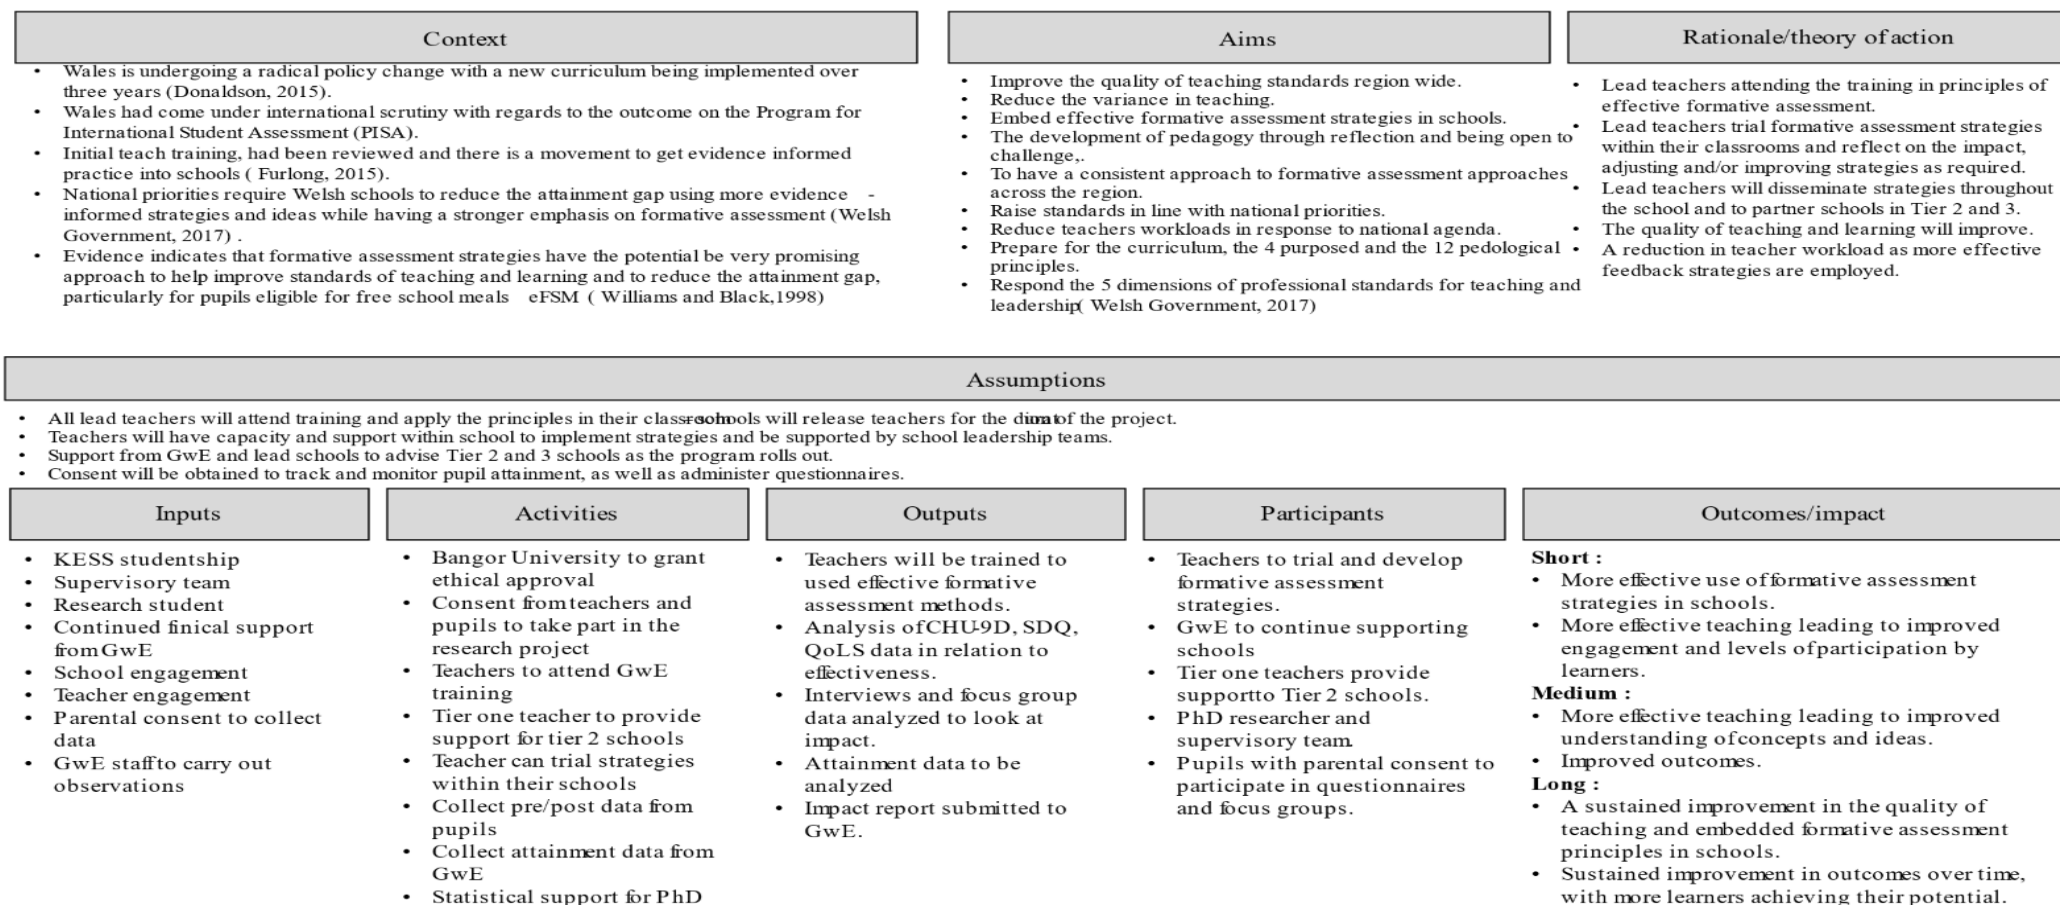 Context
• Wales is undergoing a radical policy change with a new curriculum being implemented over
three years (Donaldson, 2015).
• Wales had come under international scrutiny with regards to the outcome on the Program for
International Student Assessment (PISA).
• Initial teach training, had been reviewed and there is a movement to get evidence informed
practice into schools ( Furlong, 2015).
• National priorities require Welsh schools to reduce the attainment gap using more evidence -
informed strategies and ideas while having a stronger emphasis on formative assessment (Welsh
Government, 2017) .
• Evidence indicates that formative assessment strategies have the potential be very promising
approach to help improve standards of teaching and learning and to reduce the attainment gap,
particularly for pupils eligible for free school meals eFSM ( Williams and Black,1998)
Aims
• Improve the quality of teaching standards region wide.
• Reduce the variance in teaching.
• Embed effective formative assessment strategies in schools.
• The development of pedagogy through reflection and being open to
challenge,.
• To have a consistent approach to formative assessment approaches
across the region.
• Raise standards in line with national priorities.
• Reduce teachers workloads in response to national agenda.
• Prepare for the curriculum, the 4 purposed and the 12 pedological
principles.
• Respond the 5 dimensions of professional standards for teaching and
leadership( Welsh Government, 2017)
Rationale/theory of action
• Lead teachers attending the training in principles of
effective formative assessment.
• Lead teachers trial formative assessment strategies
within their classrooms and reflect on the impact,
adjusting and/or improving strategies as required.
• Lead teachers will disseminate strategies throughout
the school and to partner schools in Tier 2 and 3.
• The quality of teaching and learning will improve.
• A reduction in teacher workload as more effective
feedback strategies are employed.
Assumptions
• All lead teachers will attend training and apply the principles in their will release teachers for the of the project.
• Teachers will have capacity and support within school to implement strategies and be supported by school leadership teams.
• Support from GwE and lead schools to advise Tier 2 and 3 schools as the program rolls out.
• Consent will be obtained to track and monitor pupil attainment, as well as administer questionnaires.
Inputs
• KESS studentship
• Supervisory team
• Research student
• Continued finical support
from GwE
• School engagement
• Teacher engagement
• Parental consent to collect
data
• GwE staff to carry out
observations
Activities
• Bangor University to grant
ethical approval
• Consent from teachers and
pupils to take part in the
research project
• Teachers to attend GwE
training
• Tier one teacher to provide
support for tier 2 schools
• Teacher can trial strategies
within their schools
• Collect pre/post data from
pupils
• Collect attainment data from
GwE
• Statistical support for PhD
Outputs
• Teachers will be trained to
used effective formative
assessment methods.
• Analysis of CHU-9D, SDQ,
QoLS data in relation to
effectiveness.
• Interviews and focus group
data analyzed to look at
impact.
• Attainment data to be
analyzed
• Impact report submitted to
GwE.
Participants
• Teachers to trial and develop
formative assessment
strategies.
• GwE to continue supporting
schools
• Tier one teachers provide
supportto Tier 2 schools.
• PhD researcher and
supervisory team.
• Pupils with parental consent to
participate in questionnaires
and focus groups.
Outcomes/impact
Short :
• More effective use of formative assessment
strategies in schools.
• More effective teaching leading to improved
engagement and levels of participation by
learners.
Medium :
• More effective teaching leading to improved
understanding of concepts and ideas.
• Improved outcomes.
Long :
• A sustained improvement in the quality of
teaching and embedded formative assessment
principles in schools.
• Sustained improvement in outcomes over time,
with more learners achieving their potential.